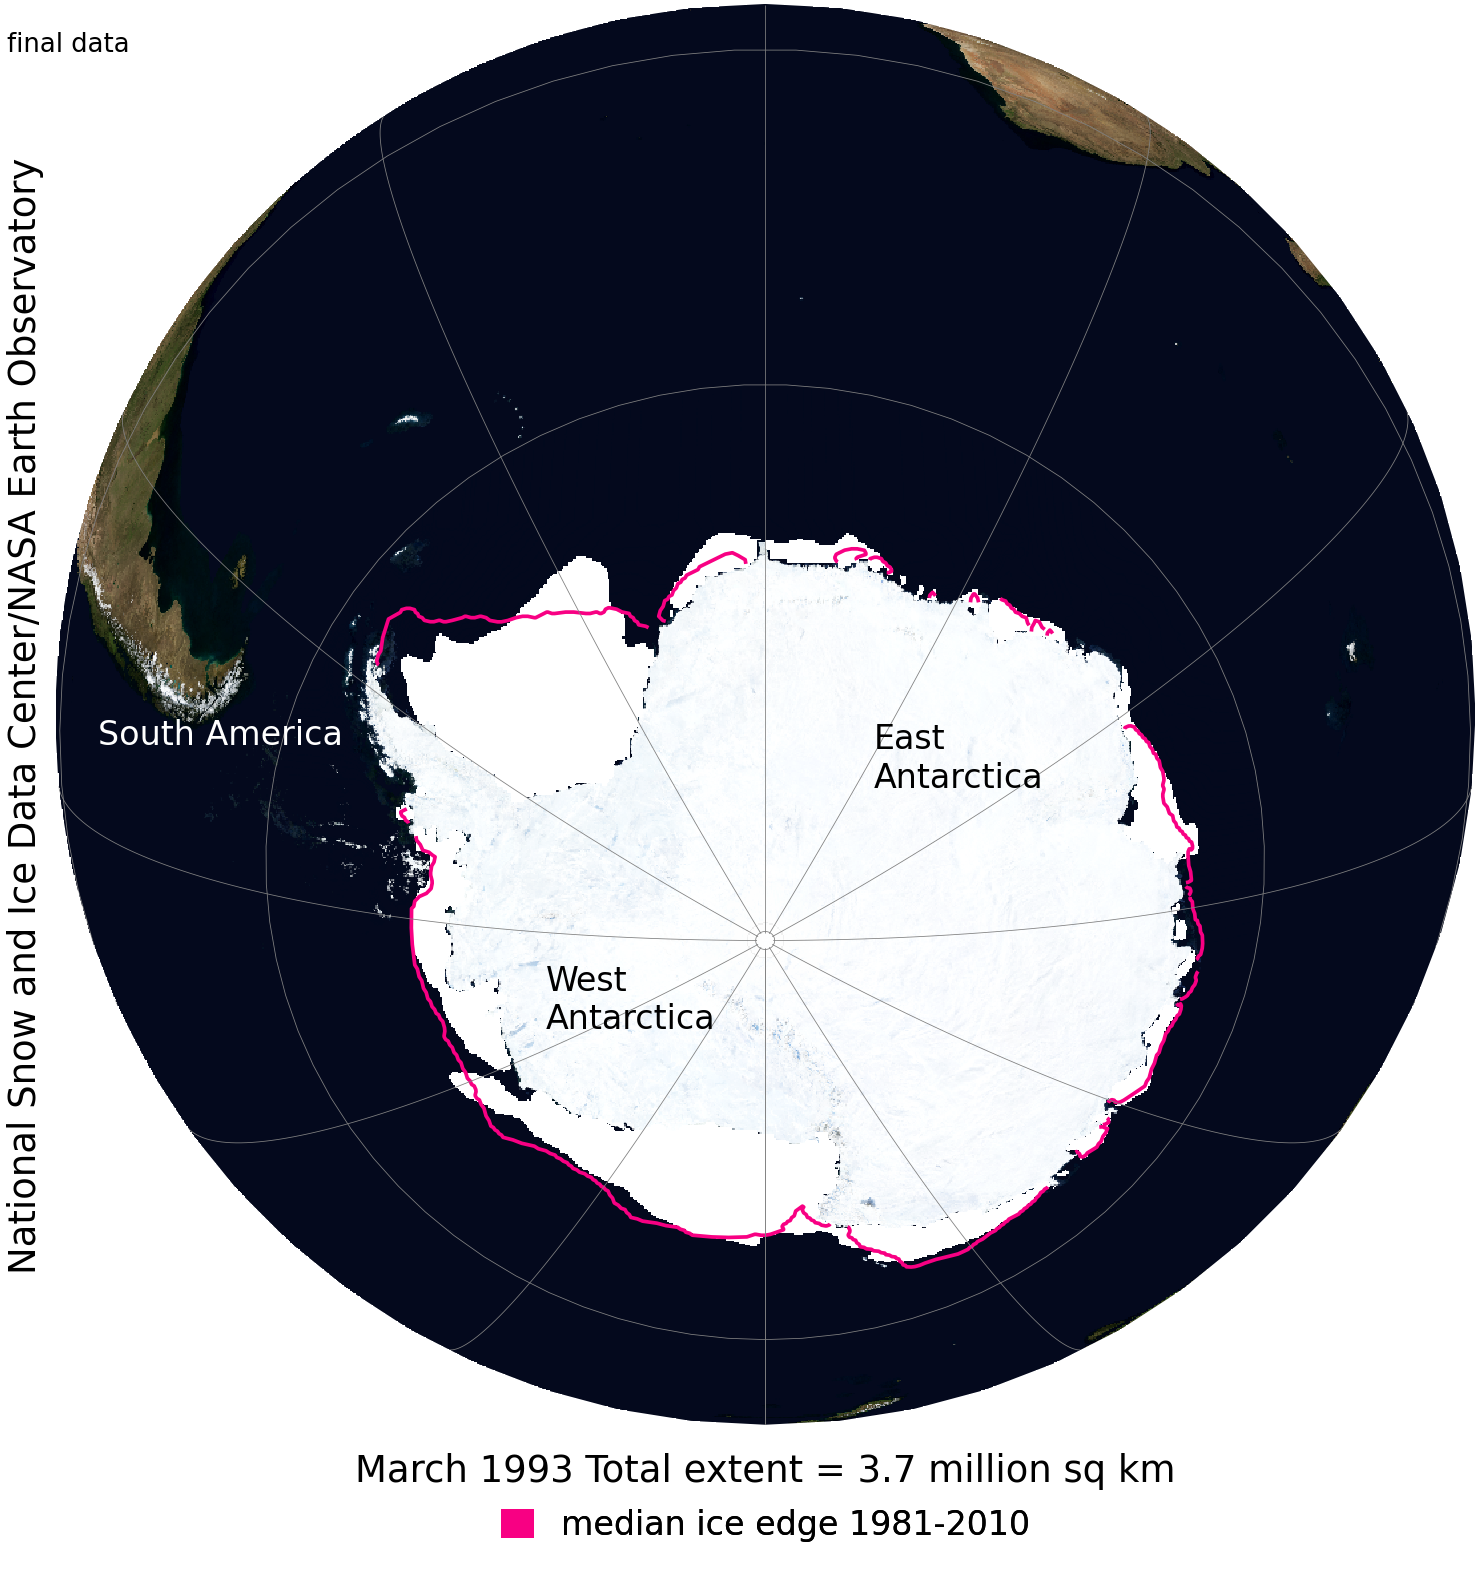 final data
National Snow and Ice Data Center/NASA Earth Observatory
South America
East
Antarctica
West
Antarctica
March 1993 Total extent = 3.7 million sq km
median ice edge 1981-2010